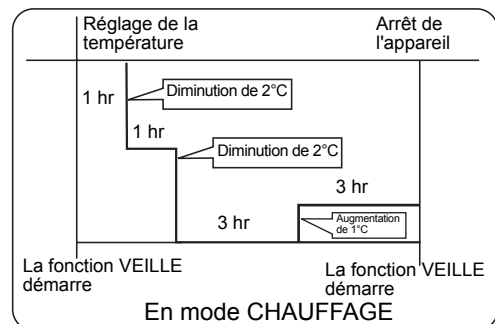 Réglage de la
température
Arrêt de
l'appareil
1 hr
Diminution de 2°C
1 hr
Diminution de 2°C
3 hr
3 hr
Augmentation
de 1°C
La fonction VEILLE
démarre
La fonction VEILLE
démarre
En mode CHAUFFAGE